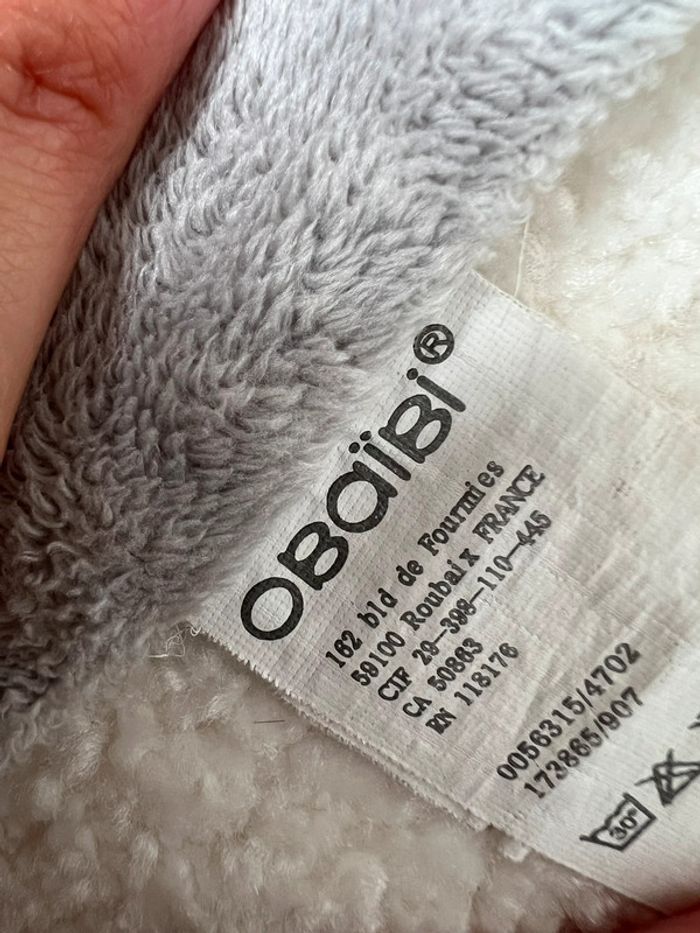 OBaïBi®
162 bld de Fourmies
59100 Roubaix FRANCE
CIF 29-398-110-445
CA 50883
RN 118176
0056315/4702
173865/907
30°